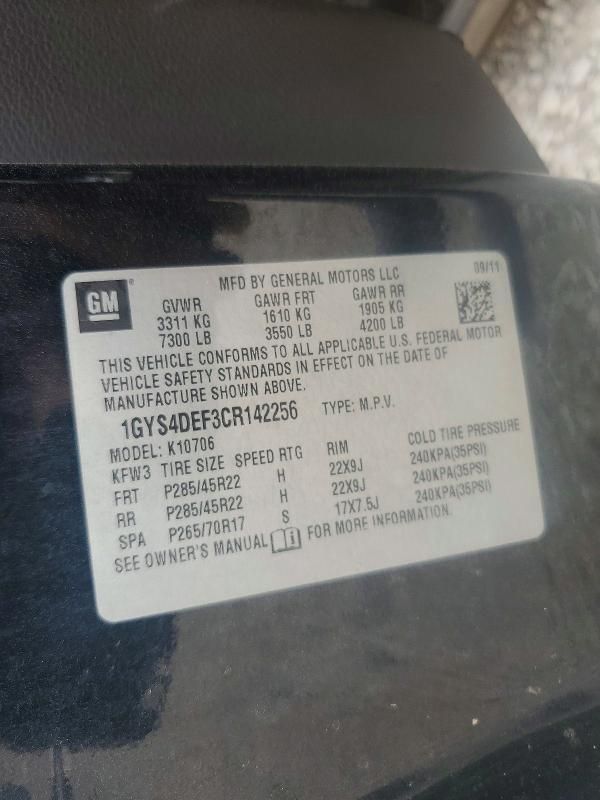 GM
MFD BY GENERAL MOTORS LLC 09/11
GVWR GAWR FRT GAWR RR
3311 KG 1610 KG 1905 KG
7300 LB 3550 LB 4200 LB
THIS VEHICLE CONFORMS TO ALL APPLICABLE U.S. FEDERAL MOTOR
VEHICLE SAFETY STANDARDS IN EFFECT ON THE DATE OF
MANUFACTURE SHOWN ABOVE.
1GYS4DEF3CR142256 TYPE: M.P.V.
MODEL: K10706
KFW3 TIRE SIZE SPEED RTG RIM COLD TIRE PRESSURE
FRT P285/45R22 H 22X9J 240KPA(35PSI)
RR P285/45R22 H 22X9J 240KPA(35PSI)
SPA P265/70R17 S 17X7.5J 240KPA(35PSI)
SEE OWNER'S MANUAL i FOR MORE INFORMATION.